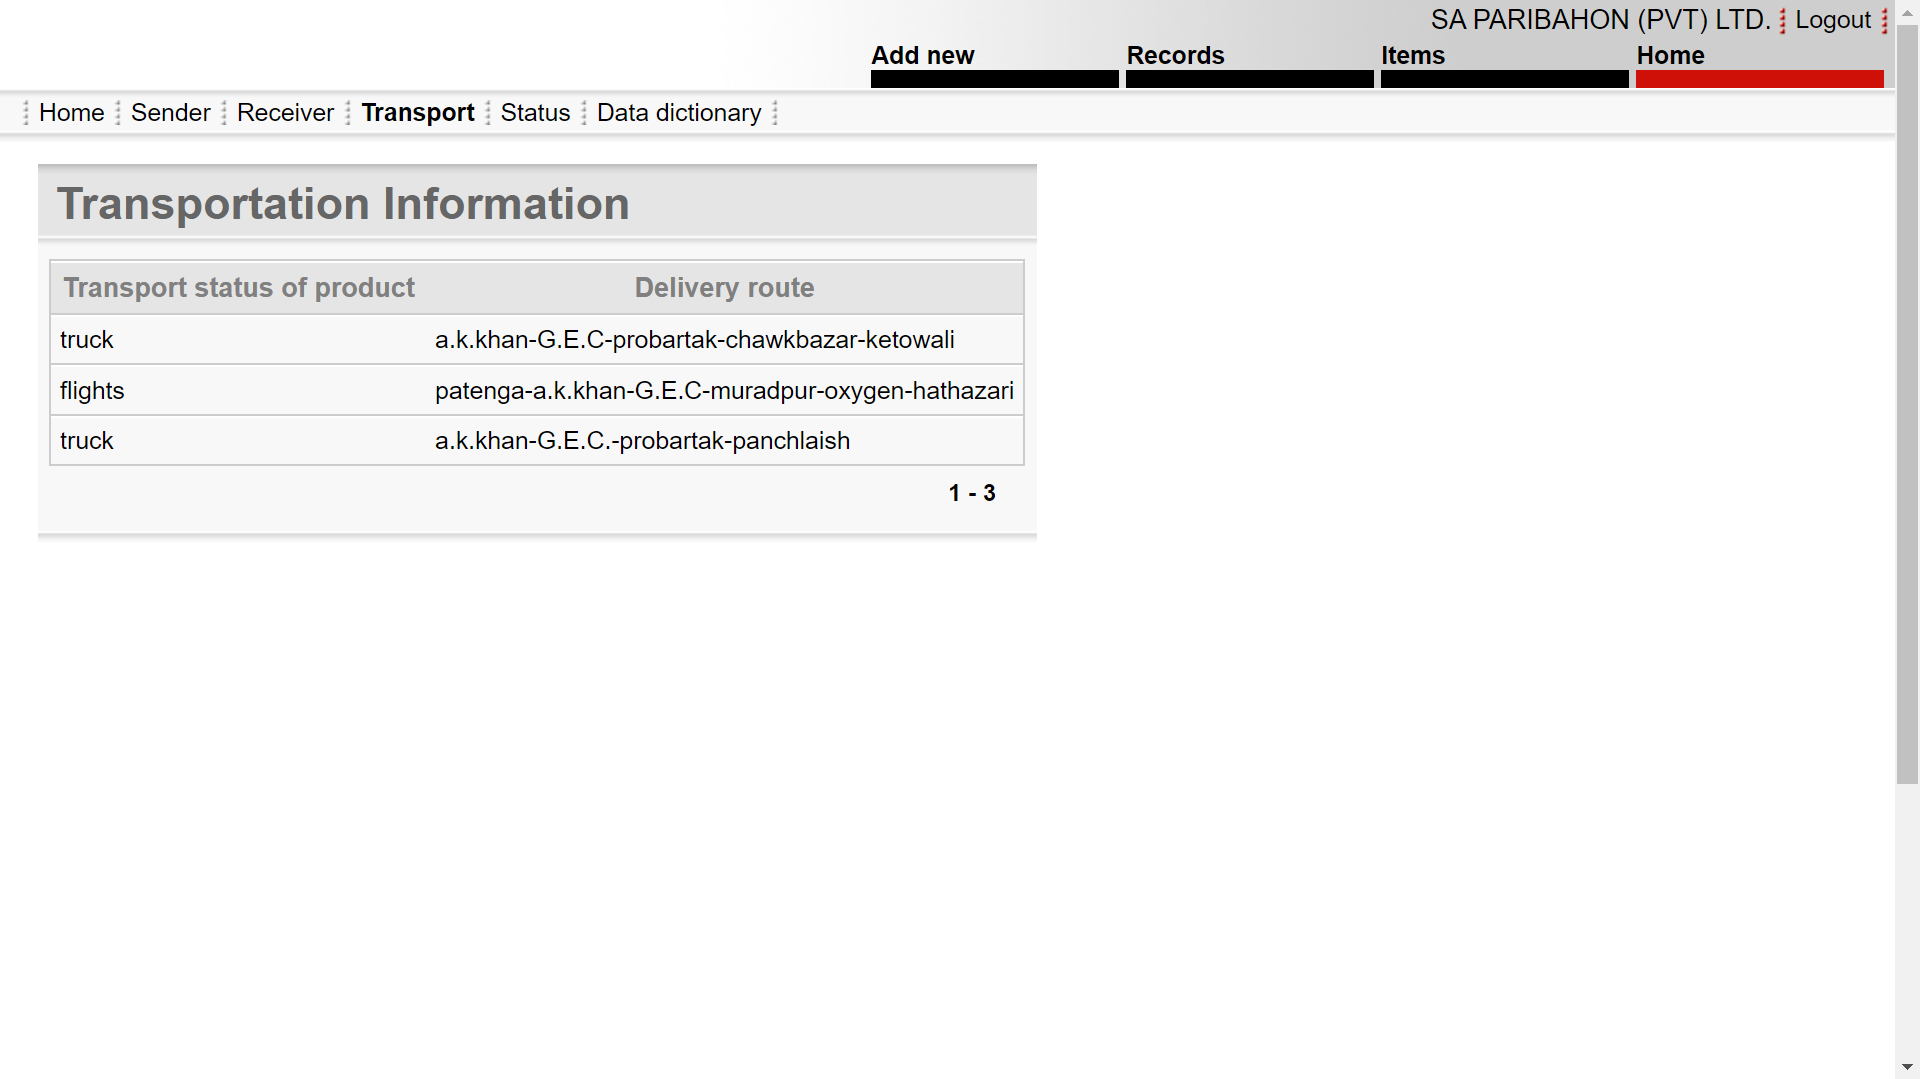 SA PARIBAHON (PVT) LTD. Logout
Add new Records Items Home
Home Sender Receiver Transport Status Data dictionary
Transportation Information
Transport status of product Delivery route
truck a.k.khan-G.E.C-probartak-chawkbazar-ketowali
flights patenga-a.k.khan-G.E.C-muradpur-oxygen-hathazari
truck a.k.khan-G.E.C.-probartak-panchlaish
1 - 3